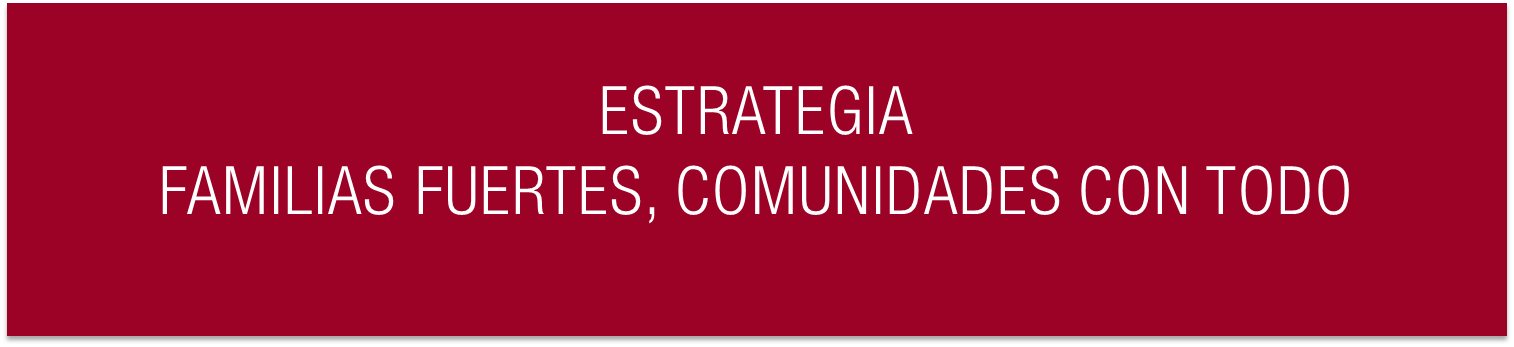 ESTRATEGIA
FAMILIAS FUERTES, COMUNIDADES CON TODO